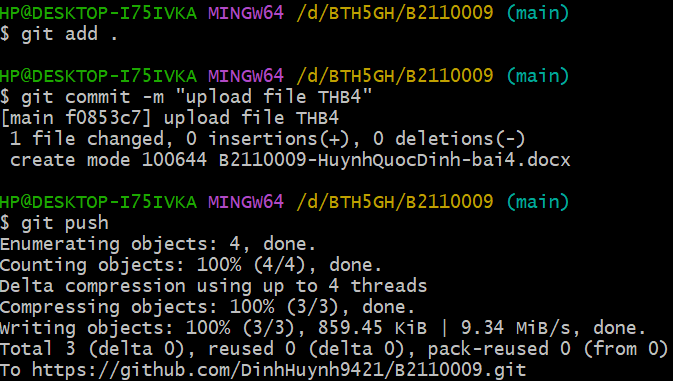 HP@DESKTOP-I75IVKA MINGW64 /d/BTH5GH/B2110009 (main)
$ git add .
HP@DESKTOP-I75IVKA MINGW64 /d/BTH5GH/B2110009 (main)
$ git commit -m "upload file THB4"
[main f0853c7] upload file THB4
1 file changed, 0 insertions(+), 0 deletions(-)
create mode 100644 B2110009-HuynhQuocDinh-bai4.docx
HP@DESKTOP-I75IVKA MINGW64 /d/BTH5GH/B2110009 (main)
$ git push
Enumerating objects: 4, done.
Counting objects: 100% (4/4), done.
Delta compression using up to 4 threads
Compressing objects: 100% (3/3), done.
Writing objects: 100% (3/3), 859.45 KiB | 9.34 MiB/s, done.
Total 3 (delta 0), reused 0 (delta 0), pack-reused 0 (from 0)
To https://github.com/DinhHuynh9421/B2110009.git